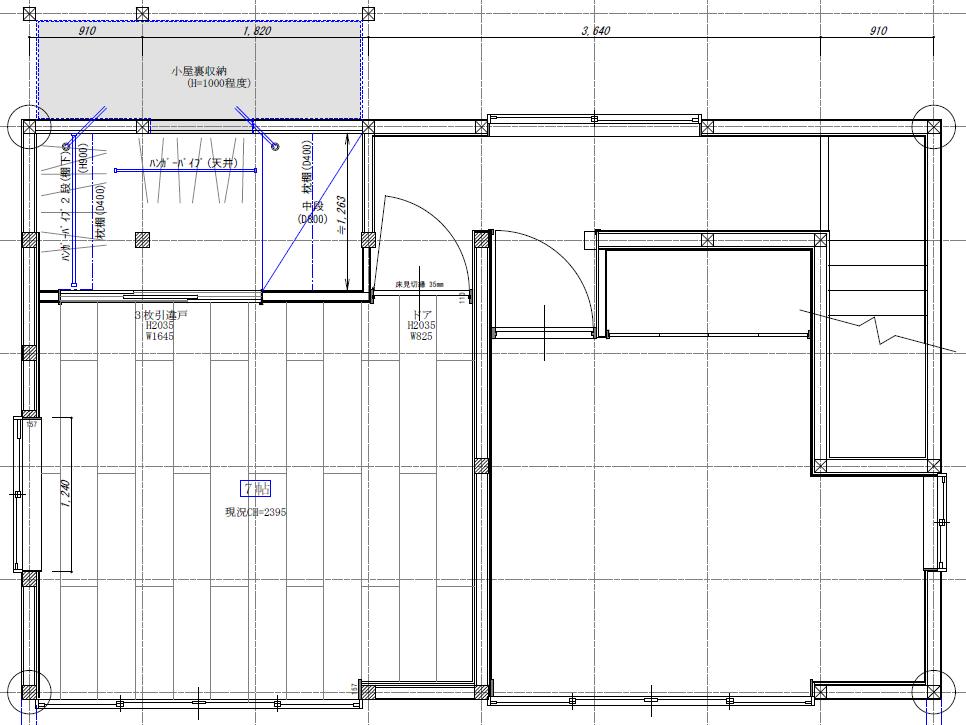 910
1,820
3,640
910
小屋裏収納
(H=1000程度)
ﾊﾝｶﾞｰﾊﾟｲﾌﾟ(天井)
ﾊﾝｶﾞｰﾊﾟｲﾌﾟ2段(棚下)
(H900)
枕棚(D400)
枕棚(D400)
中段
(D800)
≒1,263
床見切縁 35mm
110
3枚引違戸
H2035
W1645
ドア
H2035
W825
157
1,240
7帖
現況CH=2395
157